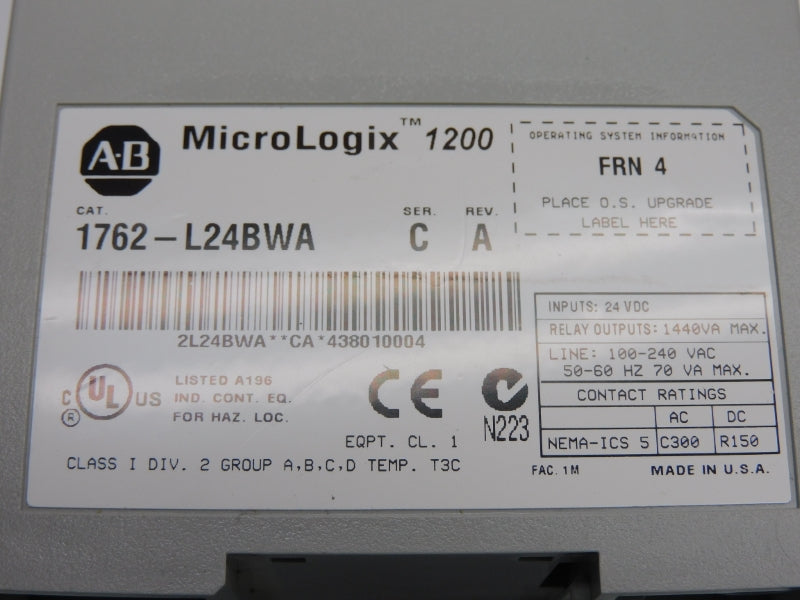 A-B
MicroLogix™ 1200
OPERATING SYSTEM INFORMATION
FRN 4
PLACE O.S. UPGRADE
LABEL HERE
CAT.
SER.
REV.
1762-L24BWA
C
A
2L24BWA**CA*438010004
INPUTS: 24 VDC
RELAY OUTPUTS: 1440VA MAX.
LINE: 100-240 VAC
50-60 HZ 70 VA MAX.
CONTACT RATINGS
AC
DC
NEMA-ICS 5
C300
R150
C UL US
®
LISTED A196
IND. CONT. EQ.
FOR HAZ. LOC.
CE
N223
EQPT. CL. 1
CLASS I DIV. 2 GROUP A,B,C,D TEMP. T3C
FAC. 1M
MADE IN U.S.A.